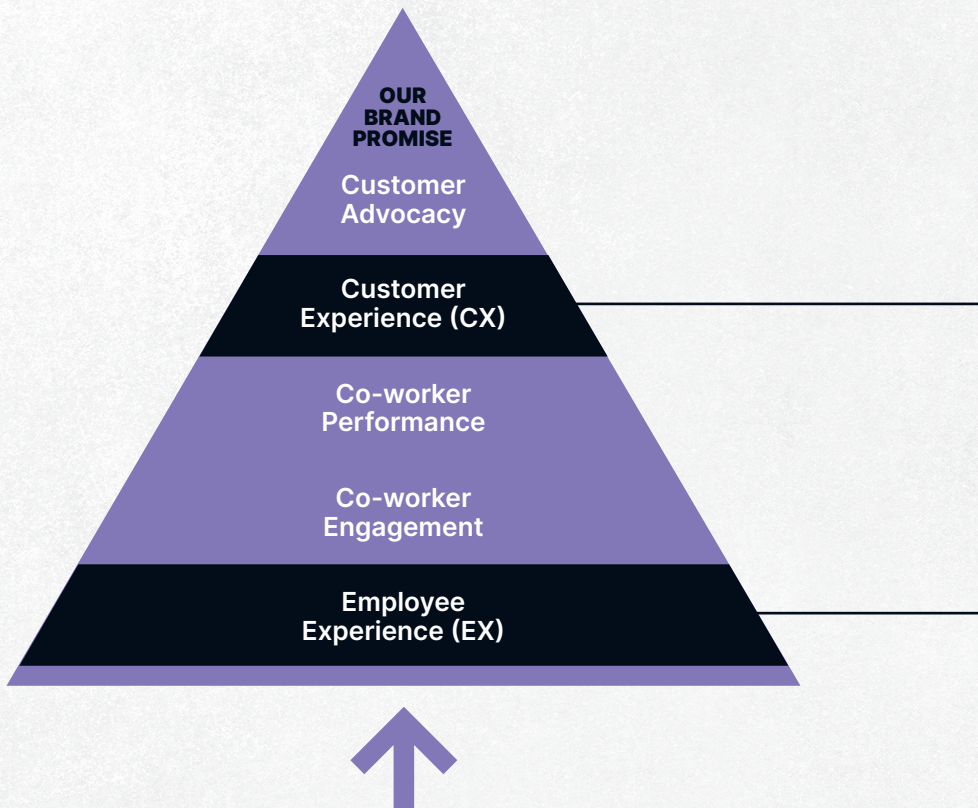 OUR
BRAND
PROMISE
Customer
Advocacy
Customer
Experience (CX)
Co-worker
Performance
Co-worker
Engagement
Employee
Experience (EX)